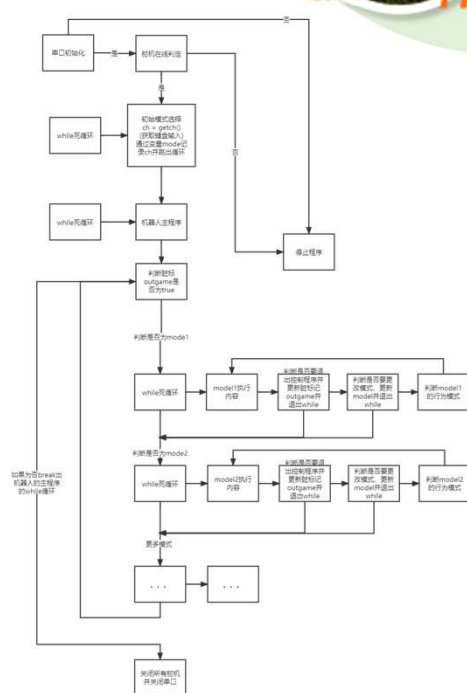 否
串口初始化
是
舵机在线判定
是
初始模式选择
ch = getch()
(获取键盘输入)
通过变量mode记
录ch并跳出循环
while死循环
否
while死循环
机器人主程序
停止程序
判断脏标
outgame是
否为true
判断是否为mode1
while死循环
model1执行
内容
判断是否要退
出控制程序并
更新脏标记
outgame并
退出while
判断是否要更
改模式、更新
model并退出
while
判断model1
的行为模式
判断是否为mode2
while死循环
model2执行
内容
判断是否要退
出控制程序并
更新脏标记
outgame并
退出while
判断是否要更
改模式、更新
model并退出
while
判断model2
的行为模式
如果为否break出
机器人的主程序
的while循环
更多模式
...
...
关闭所有舵机
并关闭串口